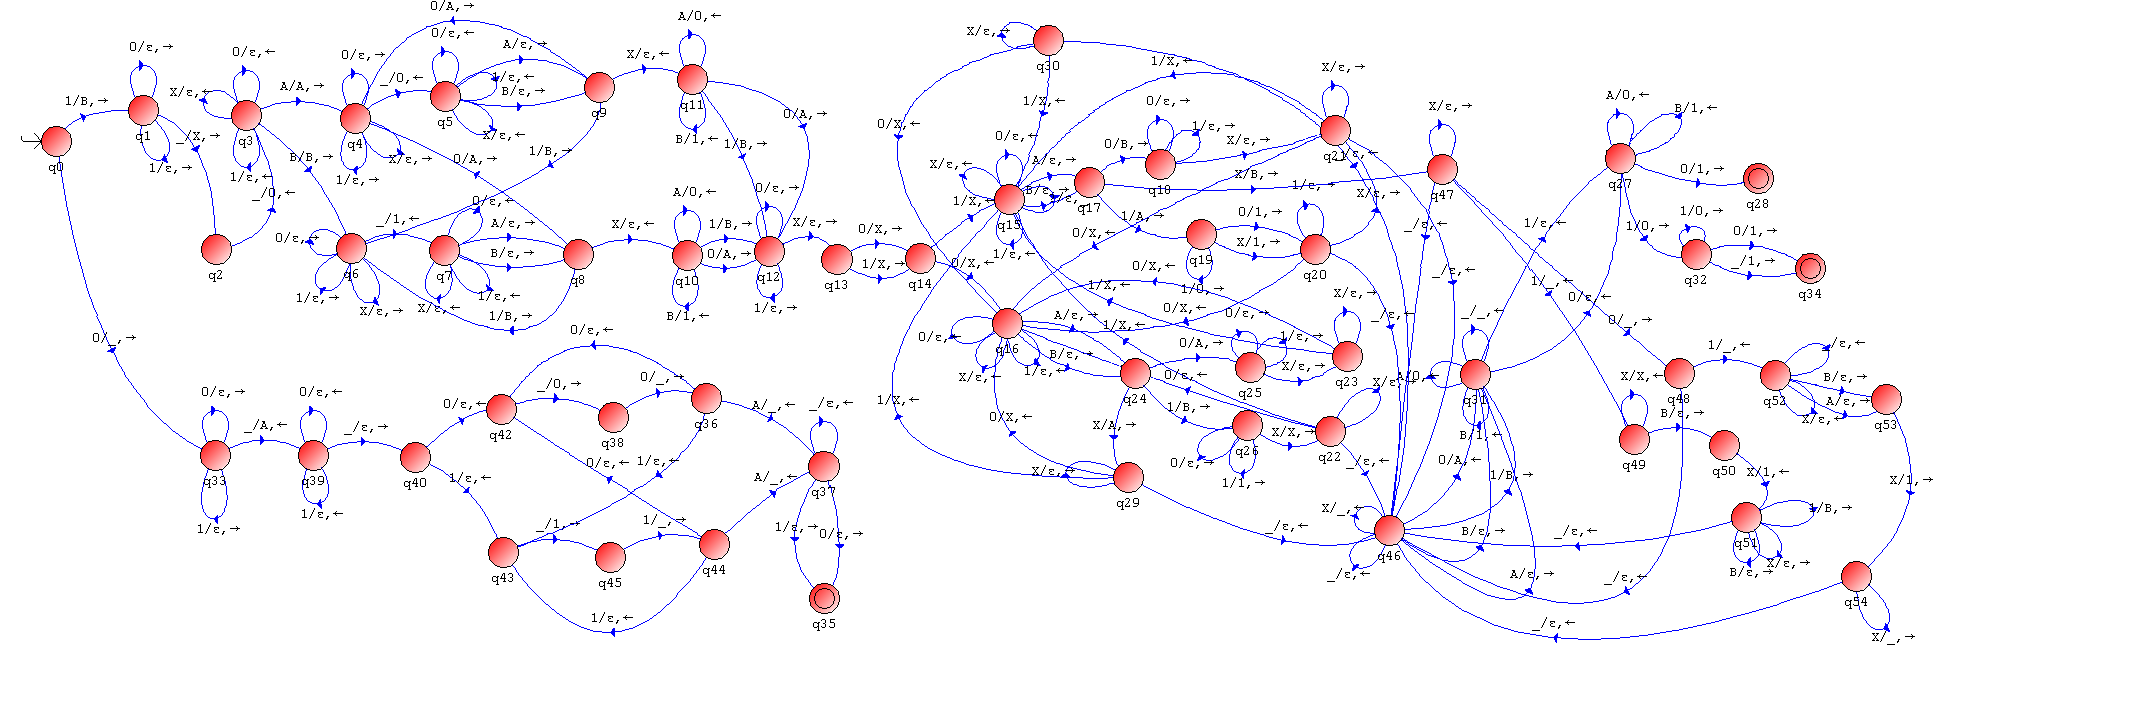 0/A,←
A/0,←
0/ε,→
0/ε,←
0/ε,→
0/ε,←
A/ε,→
X/ε,←
X/ε,→
q30
1/X,←
X/ε,→
1/B,→
X/ε,←
A/A,→
_/0,←
1/ε,←
B/ε,→
q0
q1
_/X,→
q3
q4
q5
X/ε,←
q9
q11
B/1,←
0/A,→
1/X,←
0/X,←
0/ε,→
1/ε,→
1/ε,←
B/B,→
1/ε,→
X/ε,→
0/A,→
1/B,→
1/B,→
0/ε,←
X/ε,←
A/ε,→
0/B,→
q18
1/ε,→
X/ε,→
q21
X/ε,→
q47
A/0,←
B/1,←
q27
0/1,→
q28
_/0,←
q2
0/ε,→
_/1,←
0/ε,←
A/ε,→
B/ε,→
q6
q7
q8
X/ε,←
A/0,←
1/B,→
0/A,→
q10
B/1,←
0/ε,→
q12
1/ε,→
X/ε,→
q13
0/X,→
1/X,→
q14
1/X,←
q15
1/ε,←
B/ε,→
q17
X/B,→
1/A,→
0/X,←
0/X,←
q19
0/1,→
X/1,→
1/0,→
1/ε,→
q20
X/ε,→
_/ε,←
_/ε,←
1/ε,←
1/0,→
1/0,→
q32
0/1,→
_/1,→
q34
1/ε,→
X/ε,→
X/ε,←
1/ε,←
1/B,→
0/_,→
0/ε,←
q16
X/ε,←
1/ε,←
A/ε,→
B/ε,→
0/X,←
1/X,←
1/X,←
0/X,←
0/ε,→
1/ε,→
X/ε,→
q23
_/ε,←
0/A,→
X/ε,→
q25
q24
0/ε,←
1/B,→
X/A,→
0/X,←
1/X,←
_/_,←
A/0,←
q31
B/1,←
1/_,→
0/ε,←
0/_,→
1/_,→
q48
X/X,←
B/ε,→
q49
q50
X/1,←
_/ε,←
q52
B/ε,→
A/ε,→
X/ε,←
q53
X/1,→
0/ε,←
0/ε,→
_/A,←
0/ε,←
_/ε,→
q33
1/ε,→
q39
1/ε,←
q40
0/ε,←
1/ε,←
q42
_/0,→
q38
0/_,→
q36
A/_,←
_/ε,←
q37
0/ε,←
1/ε,←
q43
_/1,→
q45
1/_,→
q44
A/_,←
1/ε,←
1/ε,→
0/ε,→
q35
X/ε,→
q29
q26
0/ε,←
1/1,←
X/X,→
q22
X/ε,→
_/ε,←
_/ε,←
X/_,←
_/ε,←
q46
0/A,←
1/B,←
B/ε,→
A/ε,→
_/ε,←
_/ε,←
q51
1/B,→
B/ε,→
X/ε,→
q54
X/_,→
_/ε,←